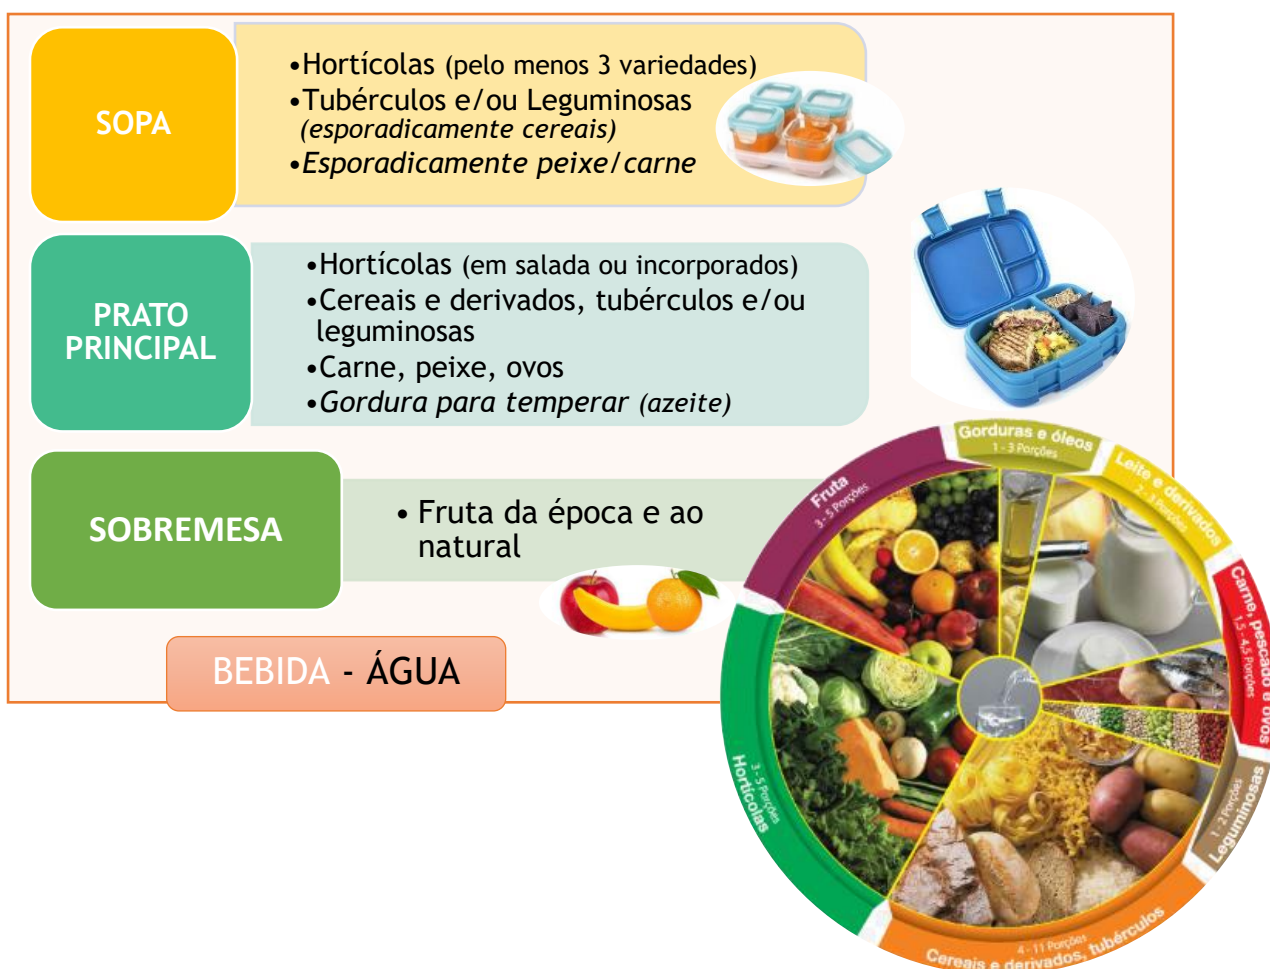 SOPA
•Hortícolas (pelo menos 3 variedades)
•Tubérculos e/ou Leguminosas
(esporadicamente cereais)
•Esporadicamente peixe/carne
PRATO
PRINCIPAL
•Hortícolas (em salada ou incorporados)
•Cereais e derivados, tubérculos e/ou
leguminosas
•Carne, peixe, ovos
•Gordura para temperar (azeite)
SOBREMESA
• Fruta da época e ao
natural
BEBIDA - ÁGUA
Gorduras e óleos
1 - 3 Porções
Leite e derivados
2 - 3 Porções
Carne, pescado e ovos
1,5 - 4,5 Porções
Leguminosas
1 - 2 Porções
Cereais e derivados, tubérculos
4 - 11 Porções
Hortícolas
3 - 5 Porções
Fruta
3 - 5 Porções